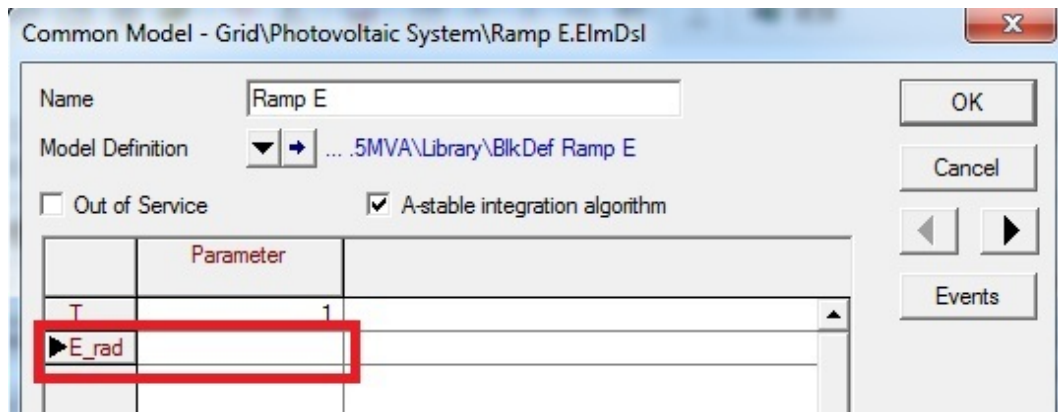 Common Model - Grid\Photovoltaic System\Ramp E.ElmDsl
x
Name Ramp E OK
Model Definition ... .5MVA\Library\BlkDef Ramp E
Cancel
Out of Service A-stable integration algorithm
Parameter
Events
T 1
E_rad